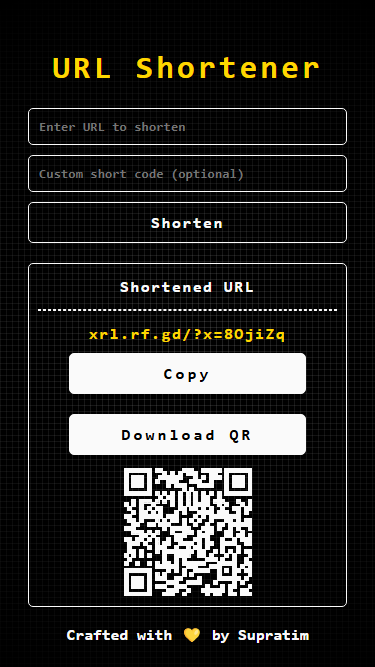 URL Shortener
Enter URL to shorten
Custom short code (optional)
Shorten
Shortened URL
xrl.rf.gd/?x=8OjiZq
Copy
Download QR
Crafted with 💛 by Supratim